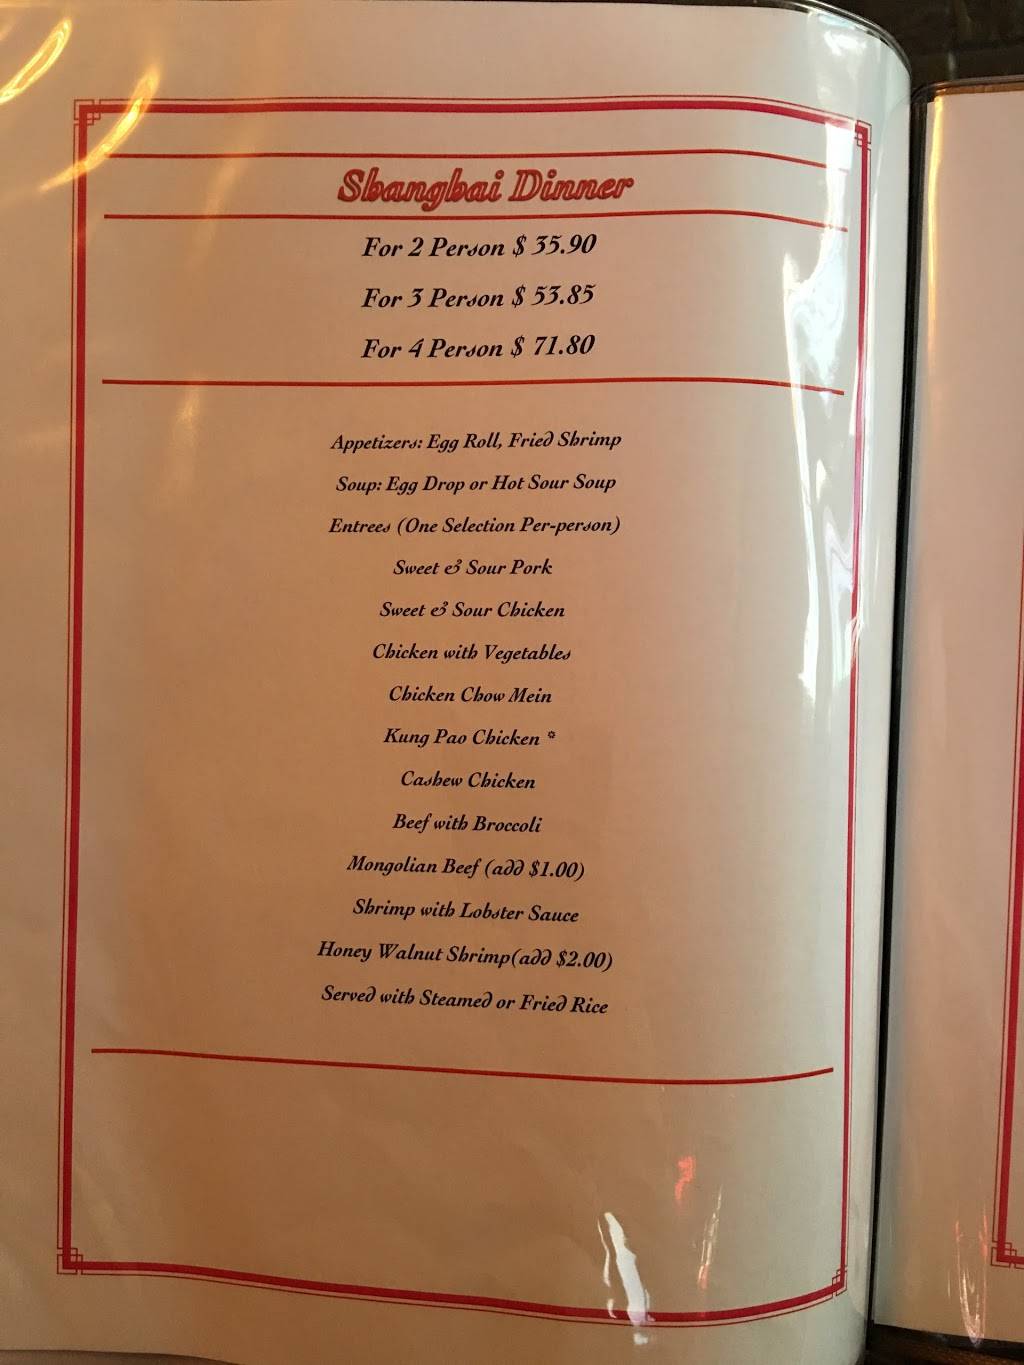 Shanghai Dinner
For 2 Person $ 35.90
For 3 Person $ 53.85
For 4 Person $ 71.80
Appetizers: Egg Roll, Fried Shrimp
Soup: Egg Drop or Hot Sour Soup
Entrees (One Selection Per-person)
Sweet & Sour Pork
Sweet & Sour Chicken
Chicken with Vegetables
Chicken Chow Mein
Kung Pao Chicken *
Cashew Chicken
Beef with Broccoli
Mongolian Beef (add $1.00)
Shrimp with Lobster Sauce
Honey Walnut Shrimp(add $2.00)
Served with Steamed or Fried Rice